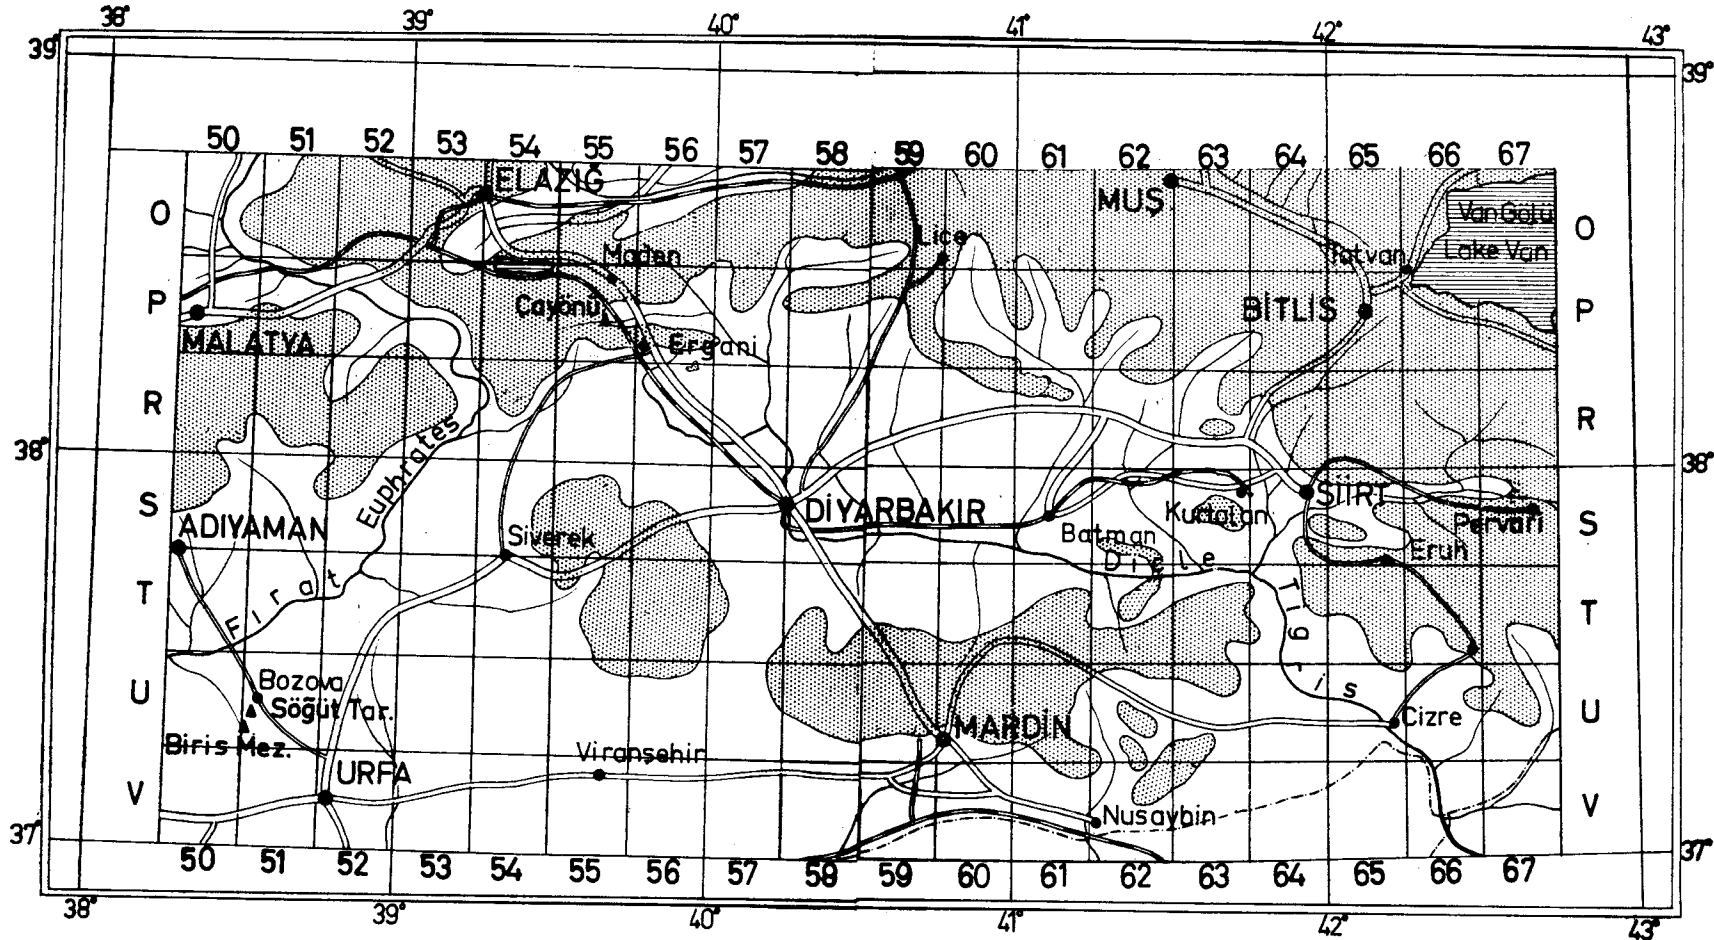 38° 39° 40° 41° 42° 43°
39° 39°
50 51 52 53 54 55 56 57 58 59 60 61 62 63 64 65 66 67
ELAZIĞ
MUŞ
O O
Van Gölü
Lice
Maden
Tatvan Lake Van
P P
Çayönü
BİTLİS
MALATYA
Ergani
R R
Euphrates
38° 38°
S S
DİYARBAKIR
SİİRT
Kurtalan
Pervari
ADIYAMAN
Siverek
Batman
Eruh
Dicle
T T
Fırat
Tigris
Bozova
U U
Söğüt Tar.
Cizre
MARDİN
Biris Mez.
Viranşehir
URFA
V V
Nusaybin
37° 37°
50 51 52 53 54 55 56 57 58 59 60 61 62 63 64 65 66 67
38° 39° 40° 41° 42° 43°